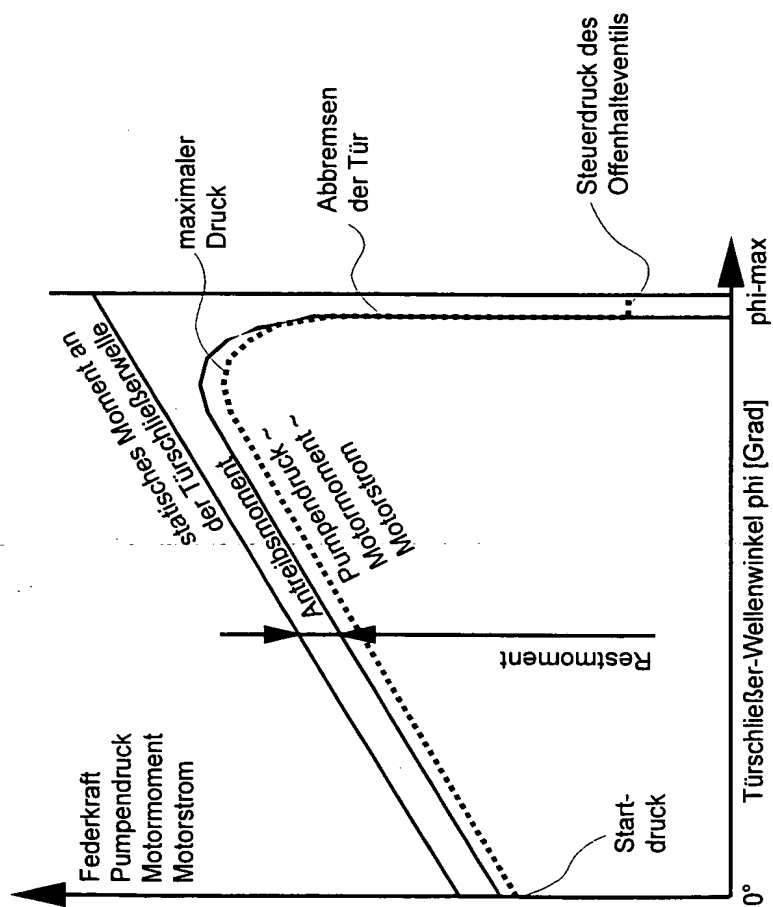 Federkraft
Pumpendruck
Motormoment
Motorstrom
statisches Moment an
der Türschließerwelle
maximaler
Druck
Abbremsen
der Tür
Steuerdruck des
Offenhalteventils
Antreibsmoment
Pumpendruck ~
Motormoment ~
Motorstrom
Restmoment
Start-
druck
0°
Türschließer-Wellenwinkel phi [Grad]
phi-max